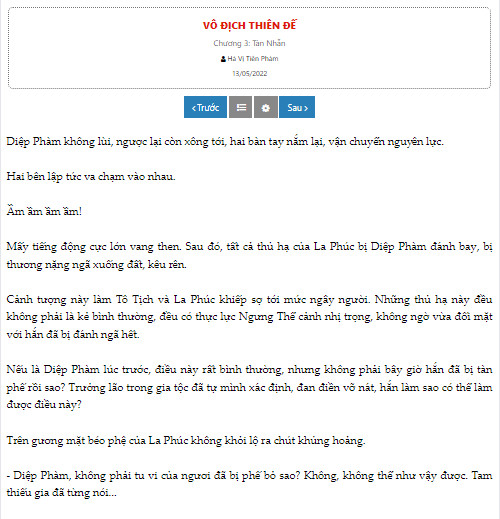 VÔ ĐỊCH THIÊN ĐẾ
Chương 3: Tàn Nhẫn
Hà Vi Tiên Phàm
13/05/2022
‹ Trước
Sau ›
Diệp Phàm không lùi, ngược lại còn xông tới, hai bàn tay nắm lại, vận chuyển nguyên lực.
Hai bên lập tức va chạm vào nhau.
Ầm ầm ầm ầm!
Mấy tiếng động cực lớn vang then. Sau đó, tất cả thủ hạ của La Phúc bị Diệp Phàm đánh bay, bị
thương nặng ngã xuống đất, kêu rên.
Cảnh tượng này làm Tô Tịch và La Phúc khiếp sợ tới mức ngây người. Những thủ hạ này đều
không phải là kẻ bình thường, đều có thực lực Ngưng Thể cảnh nhị trọng, không ngờ vừa đối mặt
với hắn đã bị đánh ngã hết.
Nếu là Diệp Phàm lúc trước, điều này rất bình thường, nhưng không phải bây giờ hắn đã bị tàn
phế rồi sao? Trưởng lão trong gia tộc đã tự mình xác định, đan điền vỡ nát, hắn làm sao có thể làm
được điều này?
Trên gương mặt béo phệ của La Phúc không khỏi lộ ra chút khủng hoảng.
- Diệp Phàm, không phải tu vi của ngươi đã bị phế bỏ sao? Không, không thể như vậy được. Tam
thiếu gia đã từng nói...